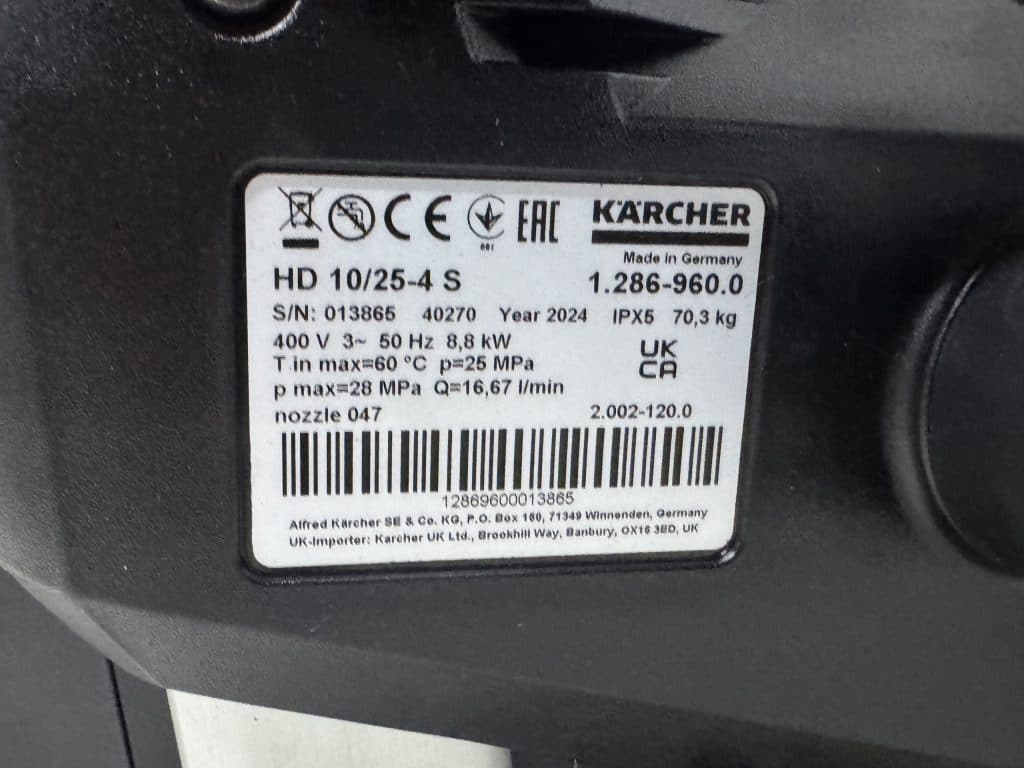 CE 001 EAC KÄRCHER
Made in Germany
HD 10/25-4 S 1.286-960.0
S/N: 013865 40270 Year 2024 IPX5 70,3 kg
400 V 3~ 50 Hz 8,8 kW
T in max=60 °C p=25 MPa
UK
CA
p max=28 MPa Q=16,67 l/min
nozzle 047 2.002-120.0
12869600013865
Alfred Kärcher SE & Co. KG, P.O. Box 160, 71349 Winnenden, Germany
UK-Importer: Karcher UK Ltd., Brookhill Way, Banbury, OX16 3ED, UK